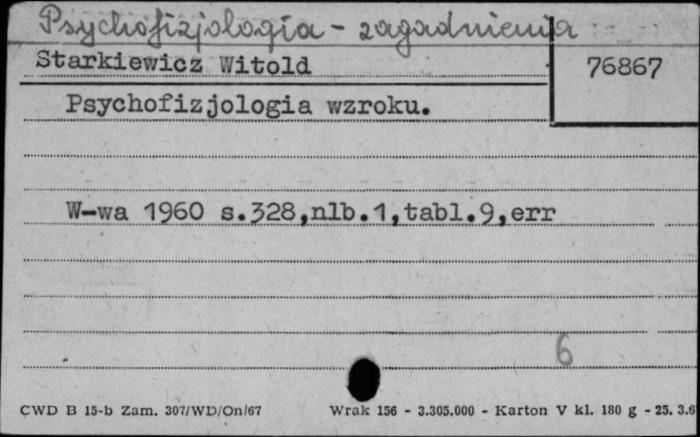 Psychofizjologia - zagadnienia
Starkiewicz Witold
76867
Psychofizjologia wzroku.
W-wa 1960 s.328,nlb.1,tabl.9,err
6
CWD B 15-b Zam. 307/WD/On/67 Wrak 156 - 3.305.000 - Karton V kl. 180 g - 25. 3.6